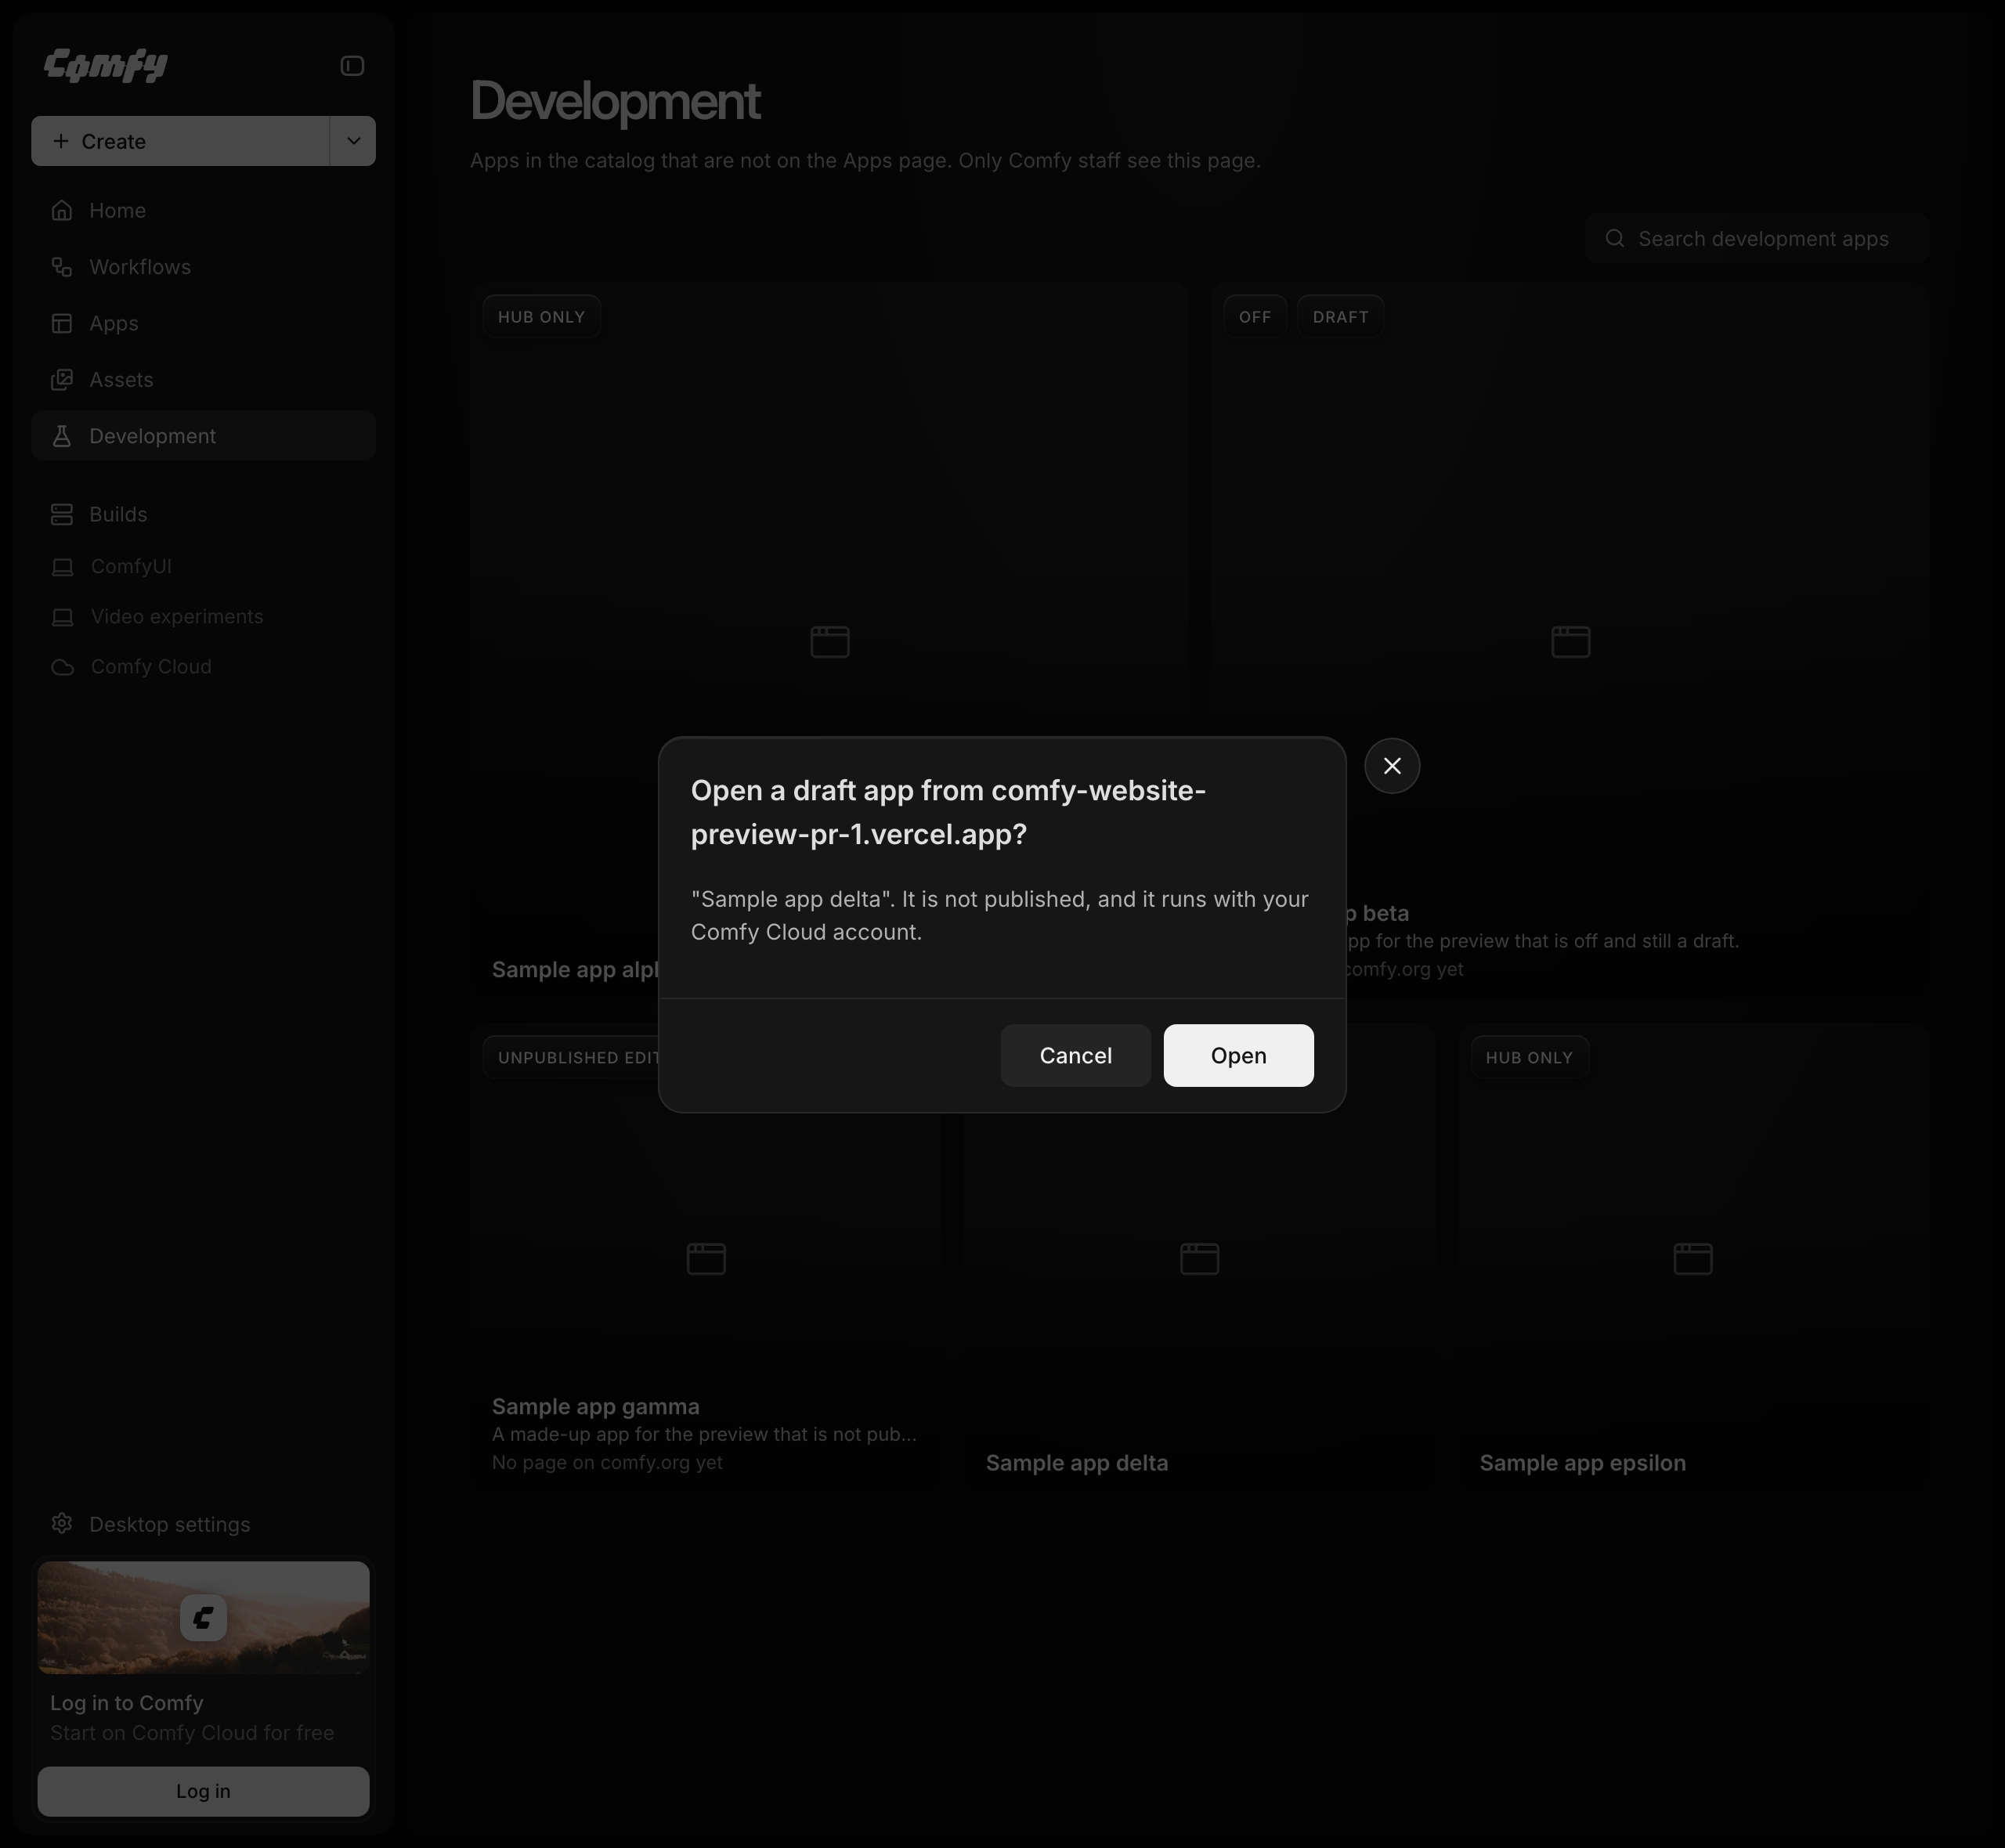 Comfy
Create
Home
Workflows
Apps
Assets
Development
Builds
ComfyUI
Video experiments
Comfy Cloud
Desktop settings
Log in to Comfy
Start on Comfy Cloud for free
Log in
Development
Apps in the catalog that are not on the Apps page. Only Comfy staff see this page.
Search development apps
HUB ONLY
OFF
DRAFT
Open a draft app from comfy-website-
preview-pr-1.vercel.app?
"Sample app delta". It is not published, and it runs with your
Comfy Cloud account.
Cancel
Open
Sample app
beta
for the preview that is off and still a draft.
comfy.org yet
UNPUBLISHED
HUB ONLY
Sample app gamma
A made-up app for the preview that is not pub...
No page on comfy.org yet
Sample app delta
Sample app epsilon